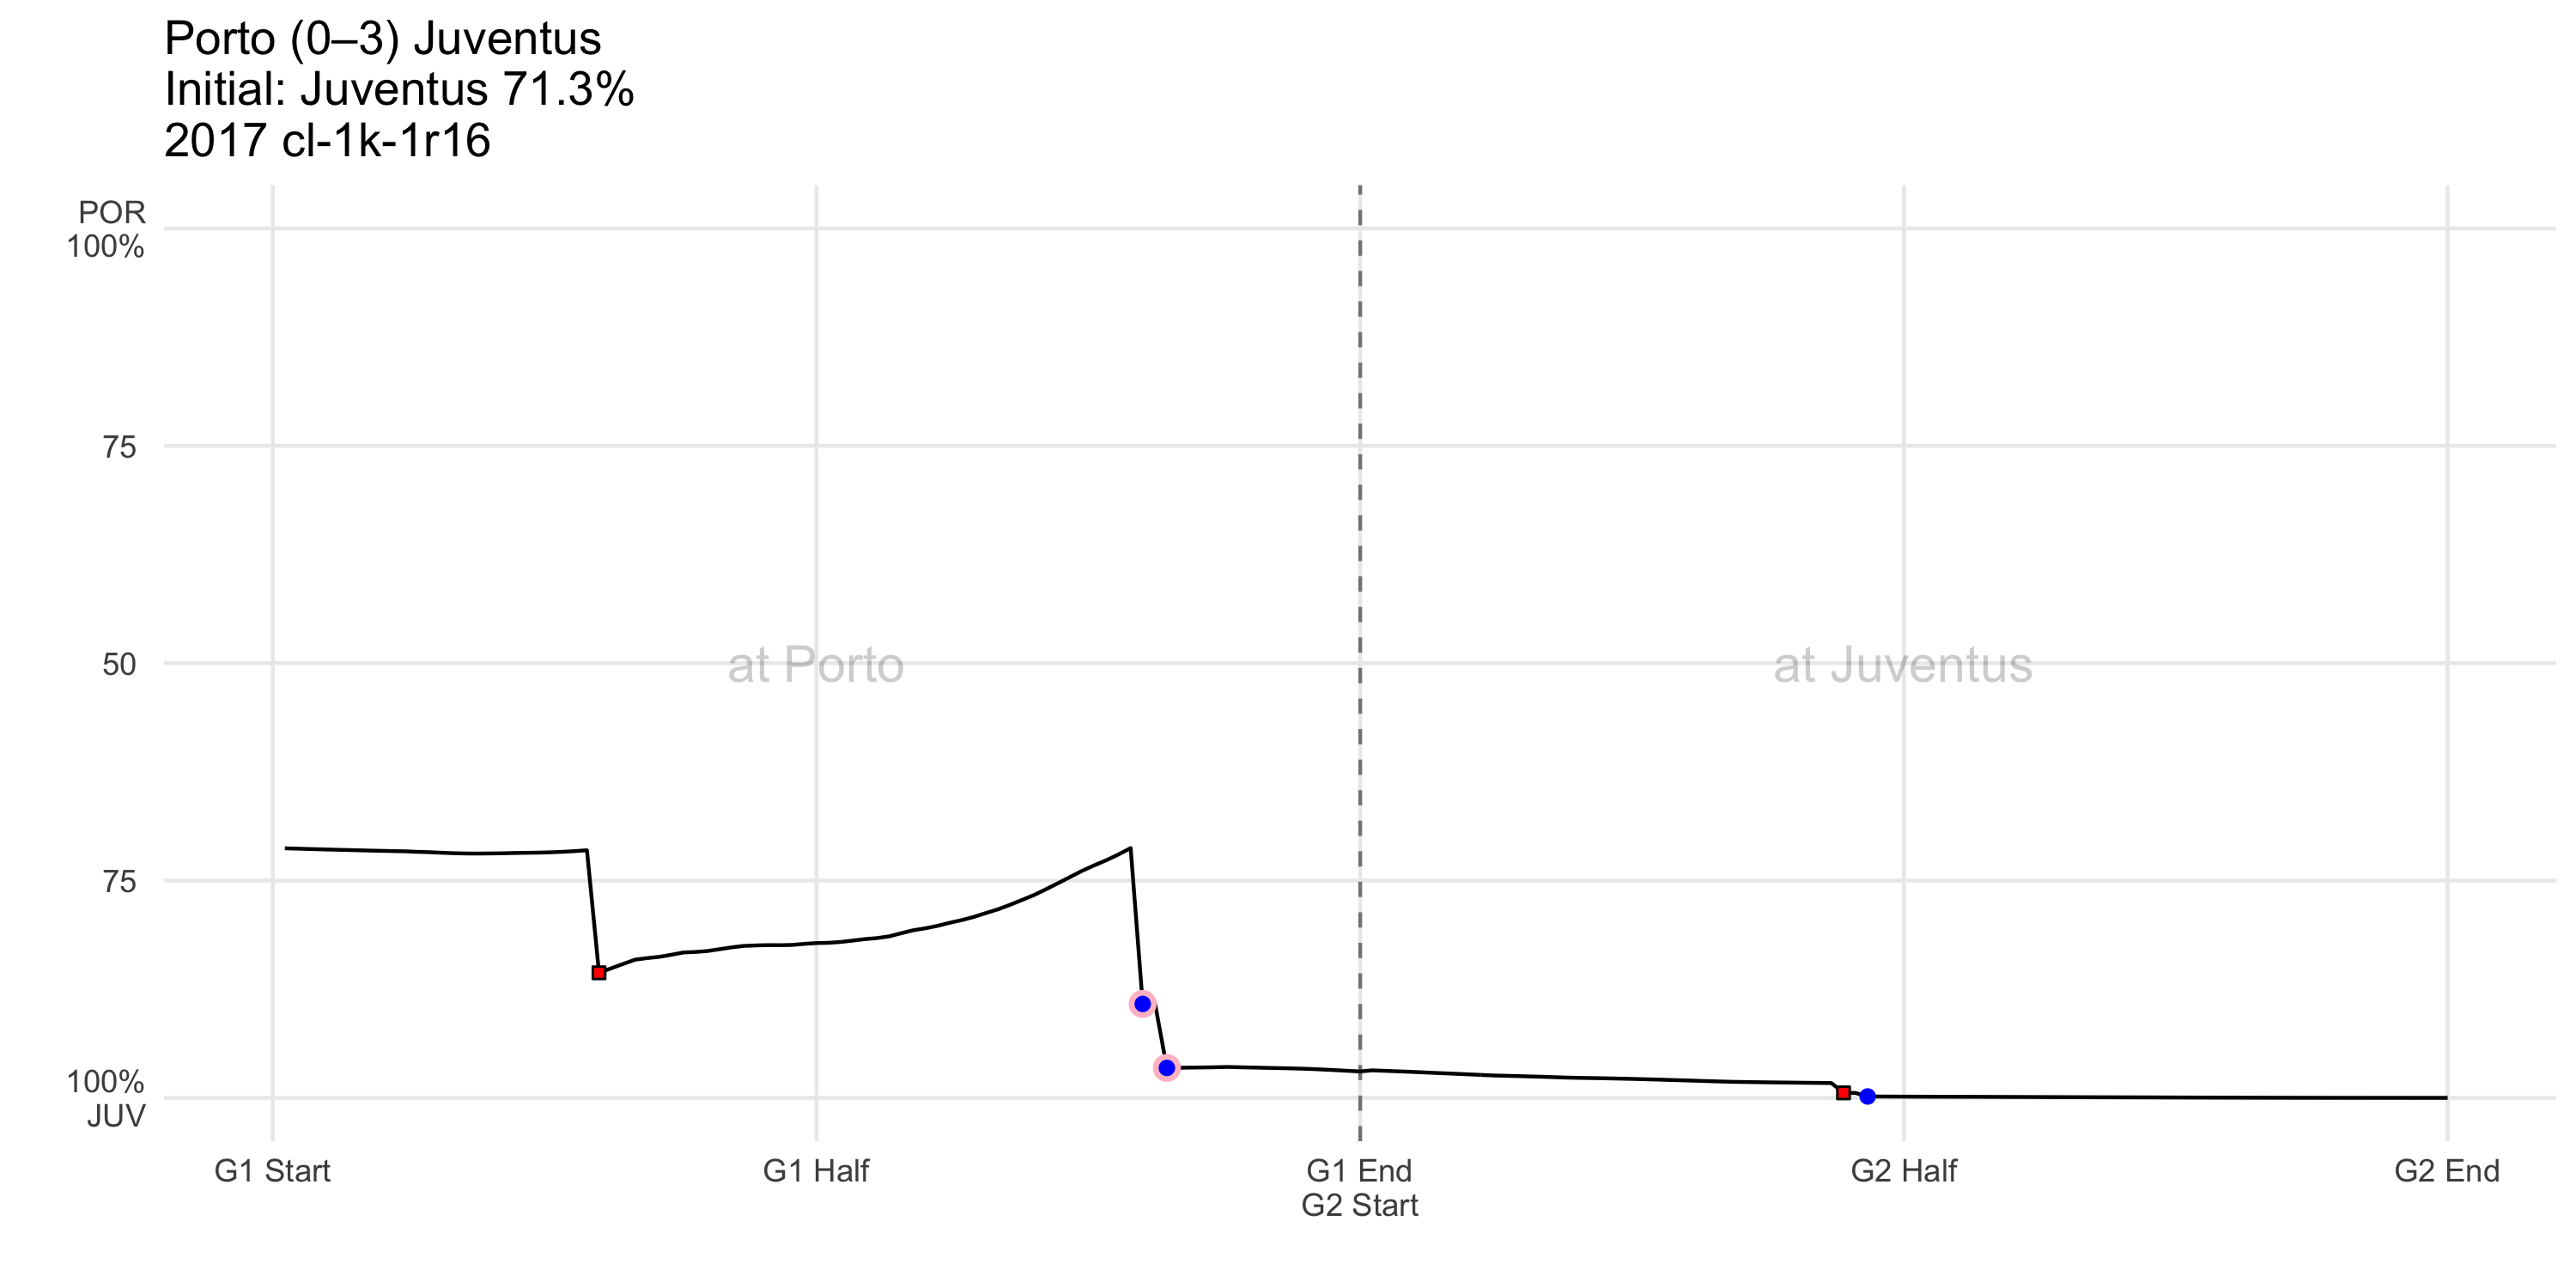 Porto (0–3) Juventus
Initial: Juventus 71.3%
2017 cl-1k-1r16
POR
100%
75
50
at Porto
at Juventus
75
100%
JUV
G1 Start
G1 Half
G1 End
G2 Start
G2 Half
G2 End